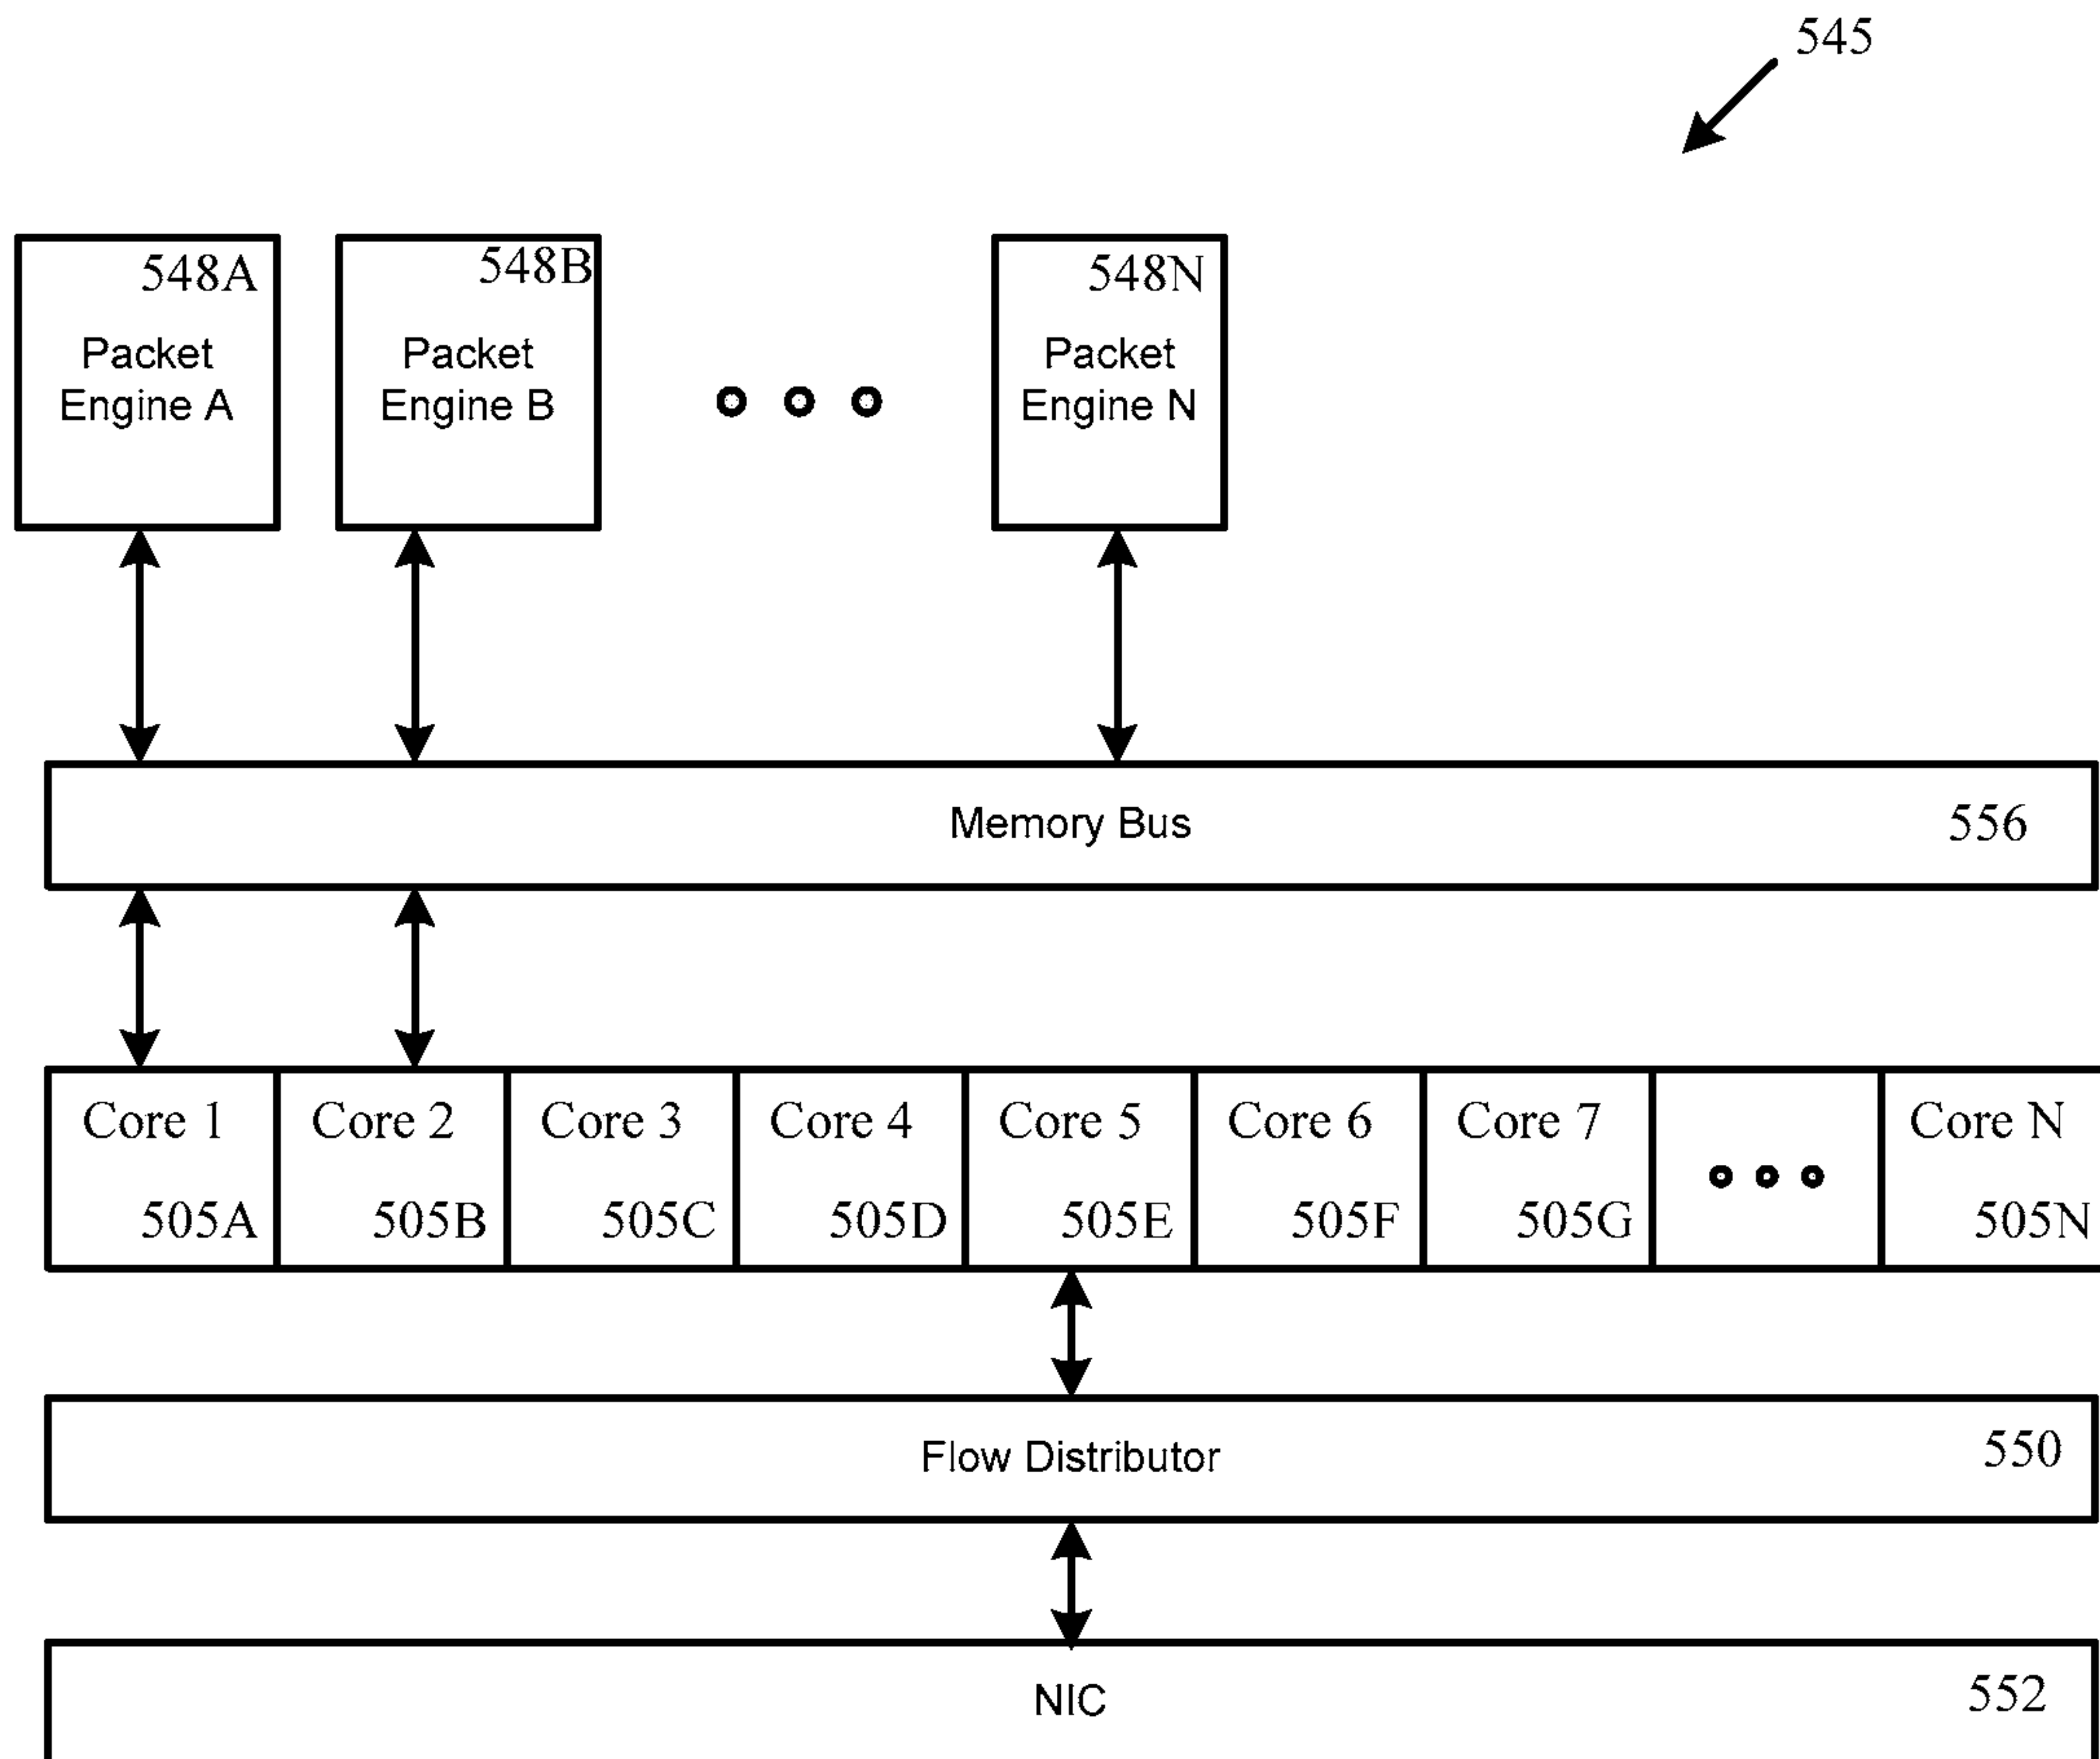 545
548A
Packet
Engine A
548B
Packet
Engine B
548N
Packet
Engine N
Memory Bus
556
Core 1
505A
Core 2
505B
Core 3
505C
Core 4
505D
Core 5
505E
Core 6
505F
Core 7
505G
Core N
505N
Flow Distributor
550
NIC
552